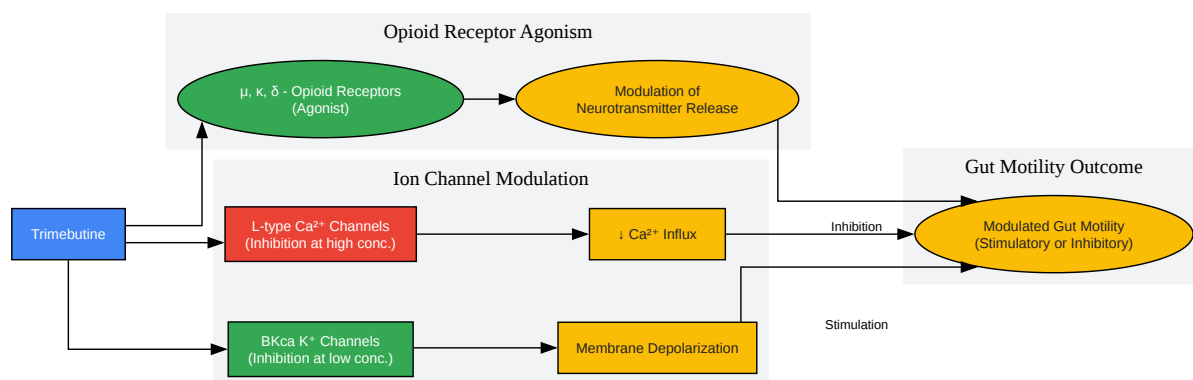 Opioid Receptor Agonism
μ, κ, δ - Opioid Receptors
(Agonist)
Modulation of
Neurotransmitter Release
Ion Channel Modulation
Gut Motility Outcome
Trimebutine
L-type Ca²⁺ Channels
(Inhibition at high conc.)
↓ Ca²⁺ Influx
Inhibition
Modulated Gut Motility
(Stimulatory or Inhibitory)
BKca K⁺ Channels
(Inhibition at low conc.)
Membrane Depolarization
Stimulation